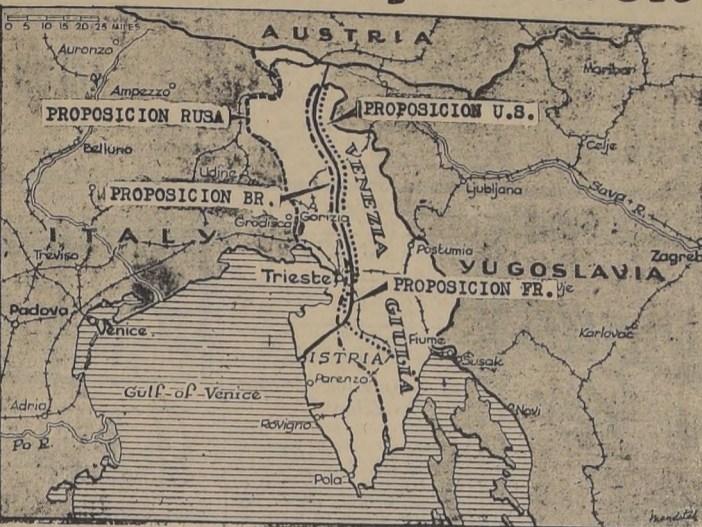 0 5 10 15 20 25 MILES
AUSTRIA
Auronzo
Maribor
Ampezzo
PROPOSICION RUSA
PROPOSICION U.S.
Celje
Belluno
Udine
VENEZIA
Ljubljana
Sava R.
PROPOSICION BR.
Gradisca
Gorizia
ITALY
Treviso
Postumia
Zagreb
YUGOSLAVIA
Trieste
PROPOSICION FR.
Padova
Venice
GIULIA
Fiume
Karlovac
Susak
ISTRIA
Parenzo
Gulf of Venice
Adria
Novi
Rovigno
Po R.
Pola